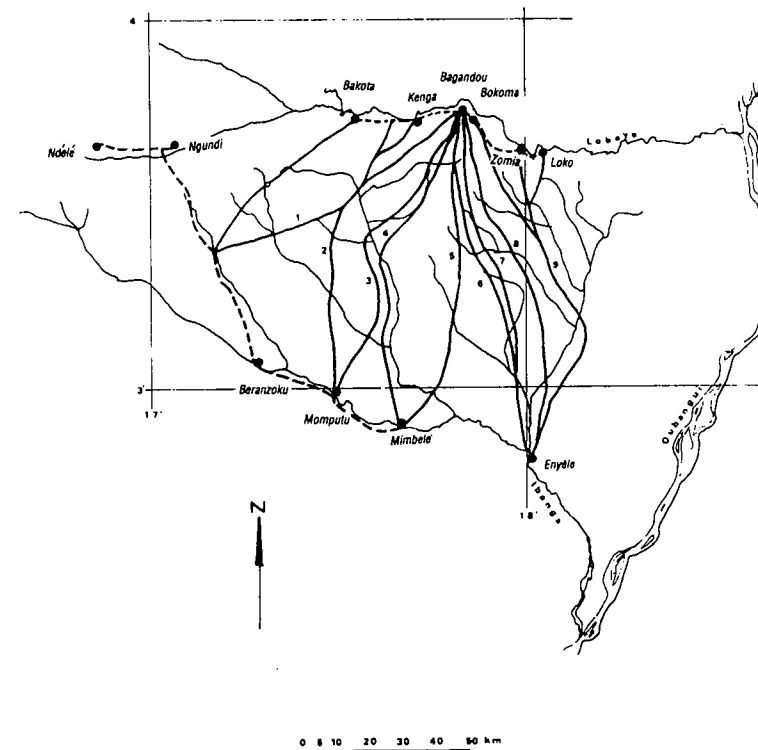 4
Bagandou
Bakota
Kenga
Bokoma
Ndélé
Ngundi
Zomia
Loko
Lobaye
1
2
3
4
5
6
7
8
9
3°
17°
Beranzoku
Momputu
Mimbelé
Enyéle
Oubangui
18°
Ibenga
N
0 5 10 20 30 40 50 km